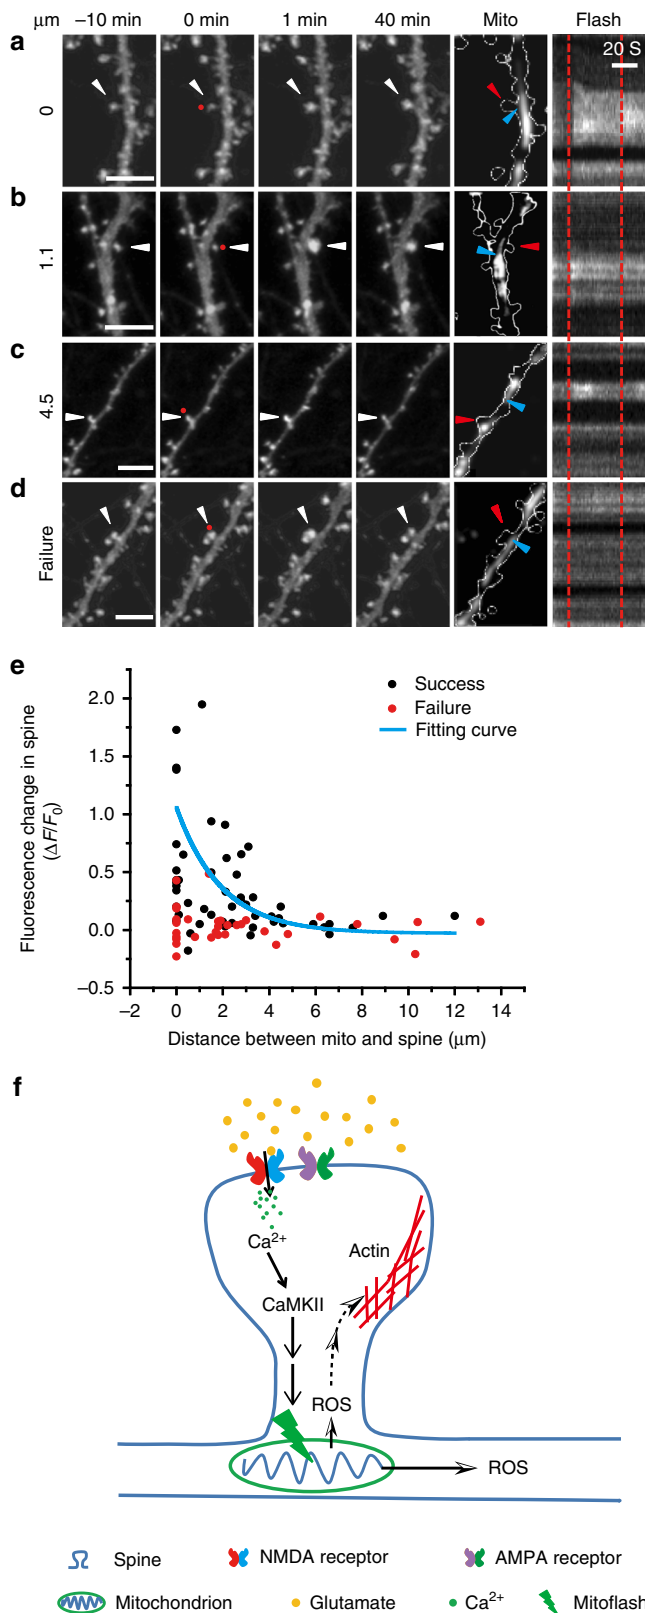 μm −10 min 0 min 1 min 40 min Mito Flash
a
0
20 S
b
1.1
c
4.5
d
Failure
e
Fluorescence change in spine
(ΔF/F0)
2.0
1.5
1.0
0.5
0.0
−0.5
Success
Failure
Fitting curve
−2 0 2 4 6 8 10 12 14
Distance between mito and spine (μm)
f
Ca2+
Actin
CaMKII
ROS
ROS
Spine NMDA receptor AMPA receptor
Mitochondrion Glutamate Ca2+ Mitoflash